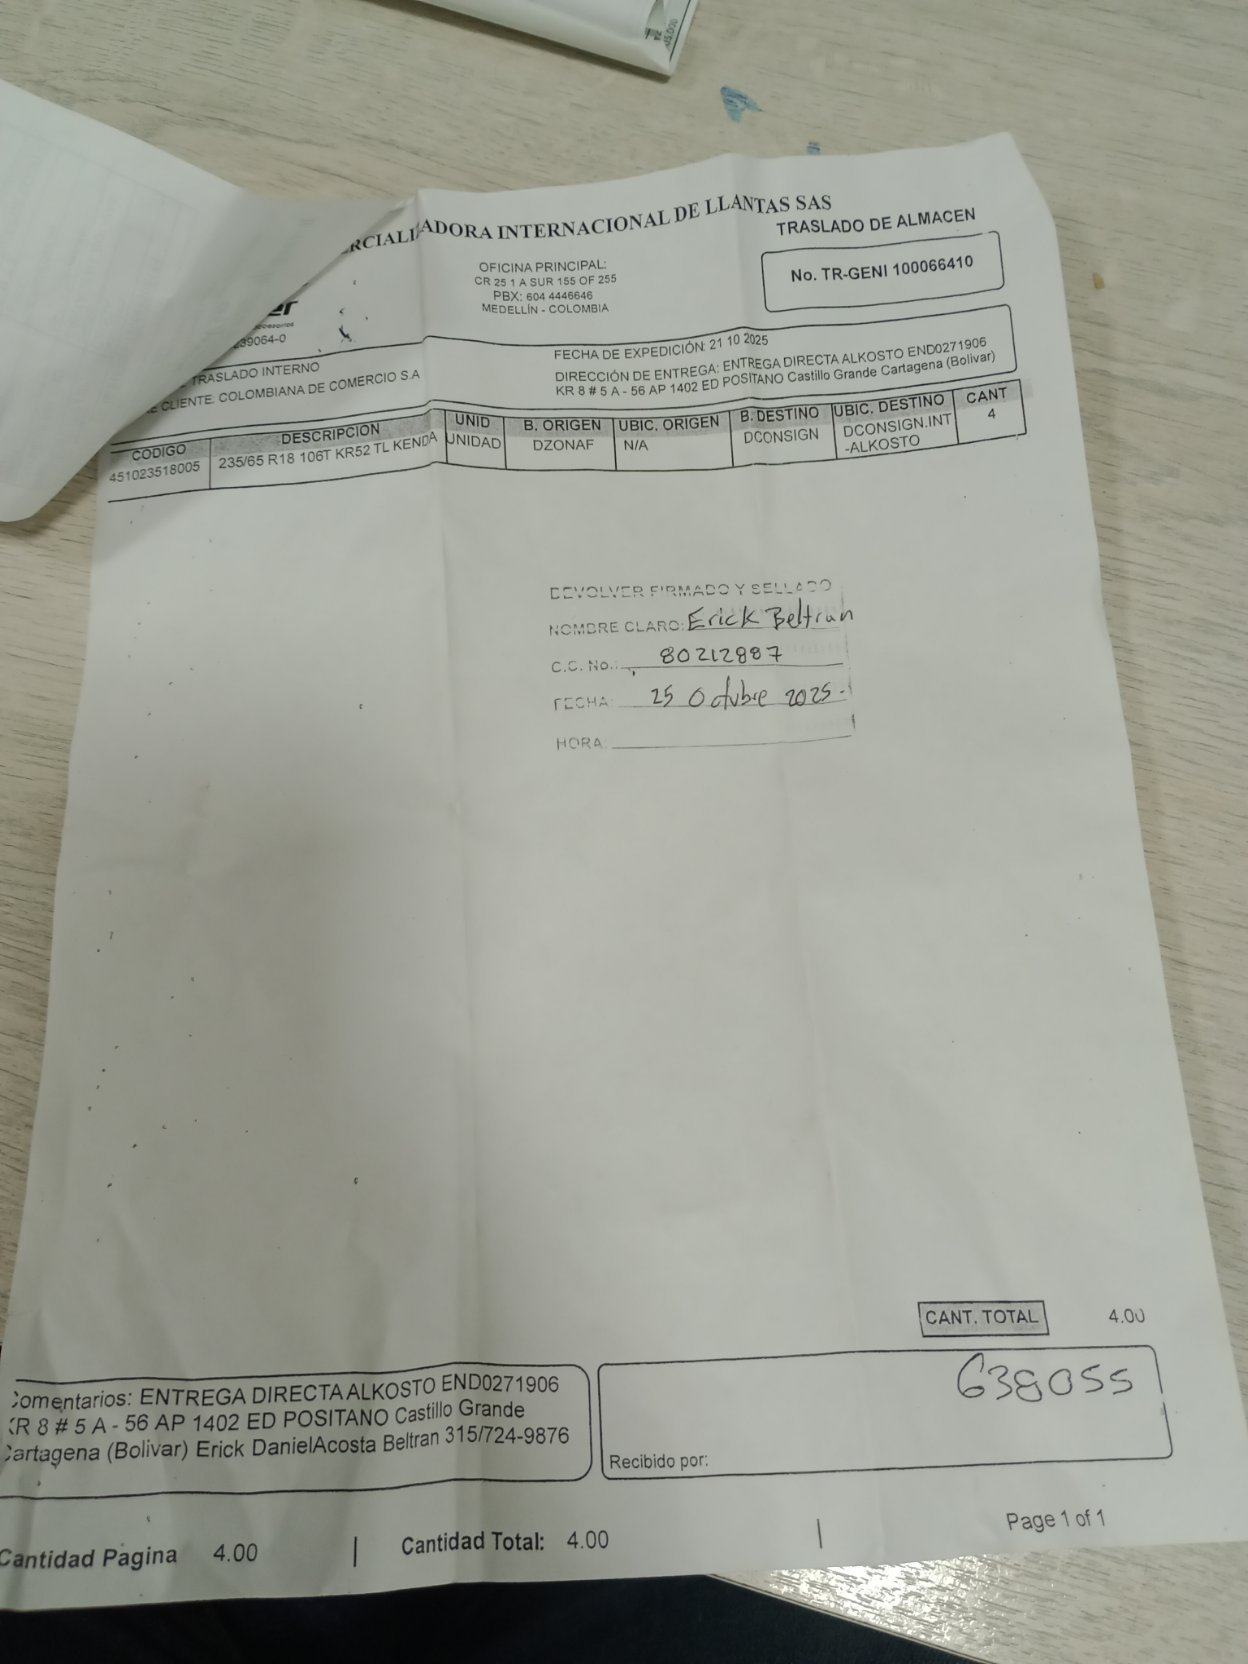 RCIALIZADORA INTERNACIONAL DE LLANTAS SAS
TRASLADO DE ALMACEN
No. TR-GENI 100066410
OFICINA PRINCIPAL:
CR 25 1 A SUR 155 OF 255
PBX: 604 4446646
MEDELLÍN - COLOMBIA
39064-0
FECHA DE EXPEDICIÓN: 21 10 2025
TRASLADO INTERNO
CLIENTE: COLOMBIANA DE COMERCIO S.A
DIRECCIÓN DE ENTREGA: ENTREGA DIRECTA ALKOSTO END0271906
KR 8 # 5 A - 56 AP 1402 ED POSITANO Castillo Grande Cartagena (Bolivar)
CODIGO DESCRIPCION UNID B. ORIGEN UBIC. ORIGEN B. DESTINO UBIC. DESTINO CANT
451023518005 235/65 R18 106T KR52 TL KENDA UNIDAD DZONAF N/A DCONSIGN DCONSIGN.INT 4
-ALKOSTO
DEVOLVER FIRMADO Y SELLADO
NOMBRE CLARO: Erick Beltran
C.C. No.: 80212887
FECHA: 25 Octubre 2025
HORA:
CANT. TOTAL 4.00
638055
Comentarios: ENTREGA DIRECTA ALKOSTO END0271906
KR 8 # 5 A - 56 AP 1402 ED POSITANO Castillo Grande
Cartagena (Bolivar) Erick DanielAcosta Beltran 315/724-9876
Recibido por:
Cantidad Pagina 4.00 | Cantidad Total: 4.00 |
Page 1 of 1